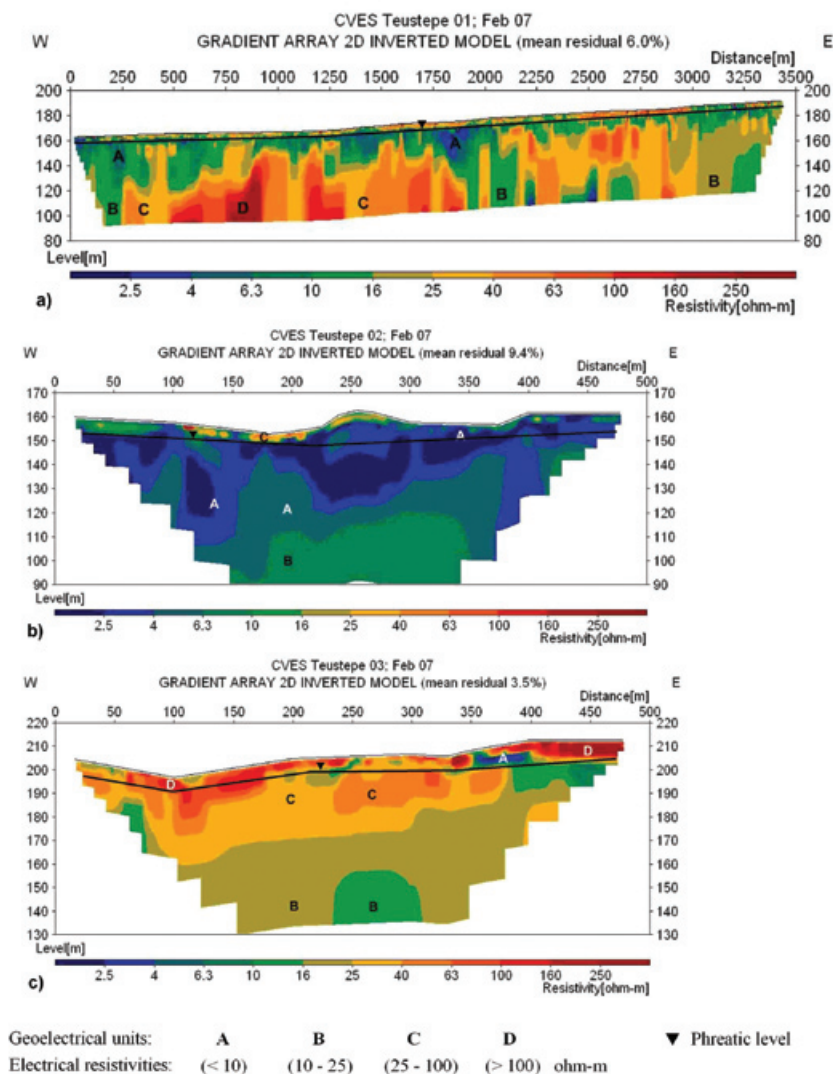 CVES Teustepe 01; Feb 07
W E
GRADIENT ARRAY 2D INVERTED MODEL (mean residual 6.0%)
Distance[m]
0 250 500 750 1000 1250 1500 1750 2000 2250 2500 2750 3000 3250 3500
200 200
180 180
160 A A 160
140 140
120 120
100 B C D C B B 100
80 80
Level[m]
2.5 4 6.3 10 16 25 40 63 100 160 250
Resistivity[ohm-m]
a)
CVES Teustepe 02; Feb 07
W E
GRADIENT ARRAY 2D INVERTED MODEL (mean residual 9.4%)
Distance[m]
0 50 100 150 200 250 300 350 400 450 500
170 170
160 160
150 C A 150
140 140
130 130
120 A A 120
110 110
100 B 100
90 90
Level[m]
2.5 4 6.3 10 16 25 40 63 100 160 250
Resistivity[ohm-m]
b)
CVES Teustepe 03; Feb 07
W E
GRADIENT ARRAY 2D INVERTED MODEL (mean residual 3.5%)
Distance[m]
0 50 100 150 200 250 300 350 400 450 500
220 220
210 D 210
200 D A 200
190 C C 190
180 180
170 170
160 160
150 150
140 B B 140
130 130
Level[m]
2.5 4 6.3 10 16 25 40 63 100 160 250
Resistivity[ohm-m]
c)
Geoelectrical units: A B C D ▼ Phreatic level
Electrical resistivities: (< 10) (10 - 25) (25 - 100) (> 100) ohm-m